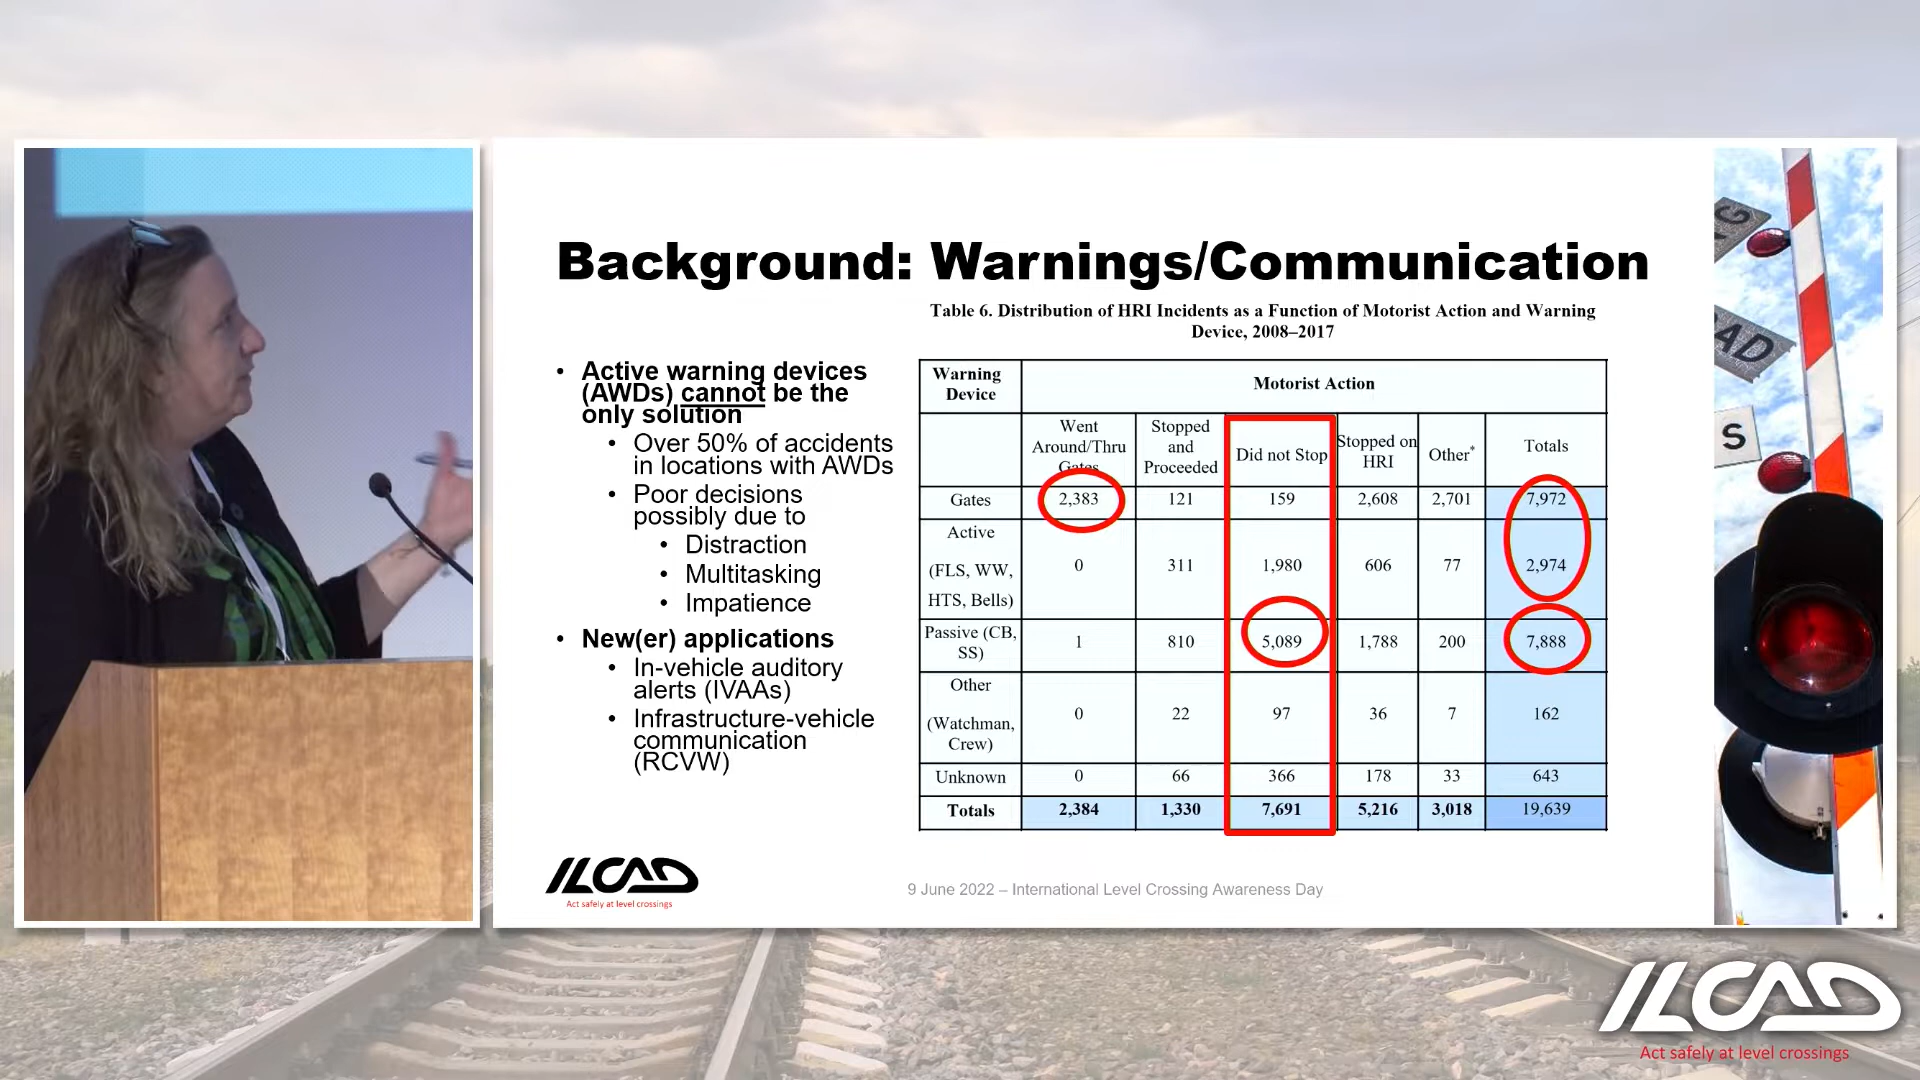 Background: Warnings/Communication
Table 6. Distribution of HRI Incidents as a Function of Motorist Action and Warning
Device, 2008–2017
• Active warning devices
(AWDs) cannot be the
only solution
• Over 50% of accidents
in locations with AWDs
• Poor decisions
possibly due to
• Distraction
• Multitasking
• Impatience
• New(er) applications
• In-vehicle auditory
alerts (IVAAs)
• Infrastructure-vehicle
communication
(RCVW)
Warning
Device
Motorist Action
Went
Around/Thru
Gates
Stopped
and
Proceeded
Did not Stop
Stopped on
HRI
Other*
Totals
Gates 2,383 121 159 2,608 2,701 7,972
Active
(FLS, WW,
HTS, Bells)
0 311 1,980 606 77 2,974
Passive (CB,
SS)
1 810 5,089 1,788 200 7,888
Other
(Watchman,
Crew)
0 22 97 36 7 162
Unknown 0 66 366 178 33 643
Totals 2,384 1,330 7,691 5,216 3,018 19,639
ILCAD
Act safely at level crossings
9 June 2022 – International Level Crossing Awareness Day
G
AD
S
ILCAD
Act safely at level crossings